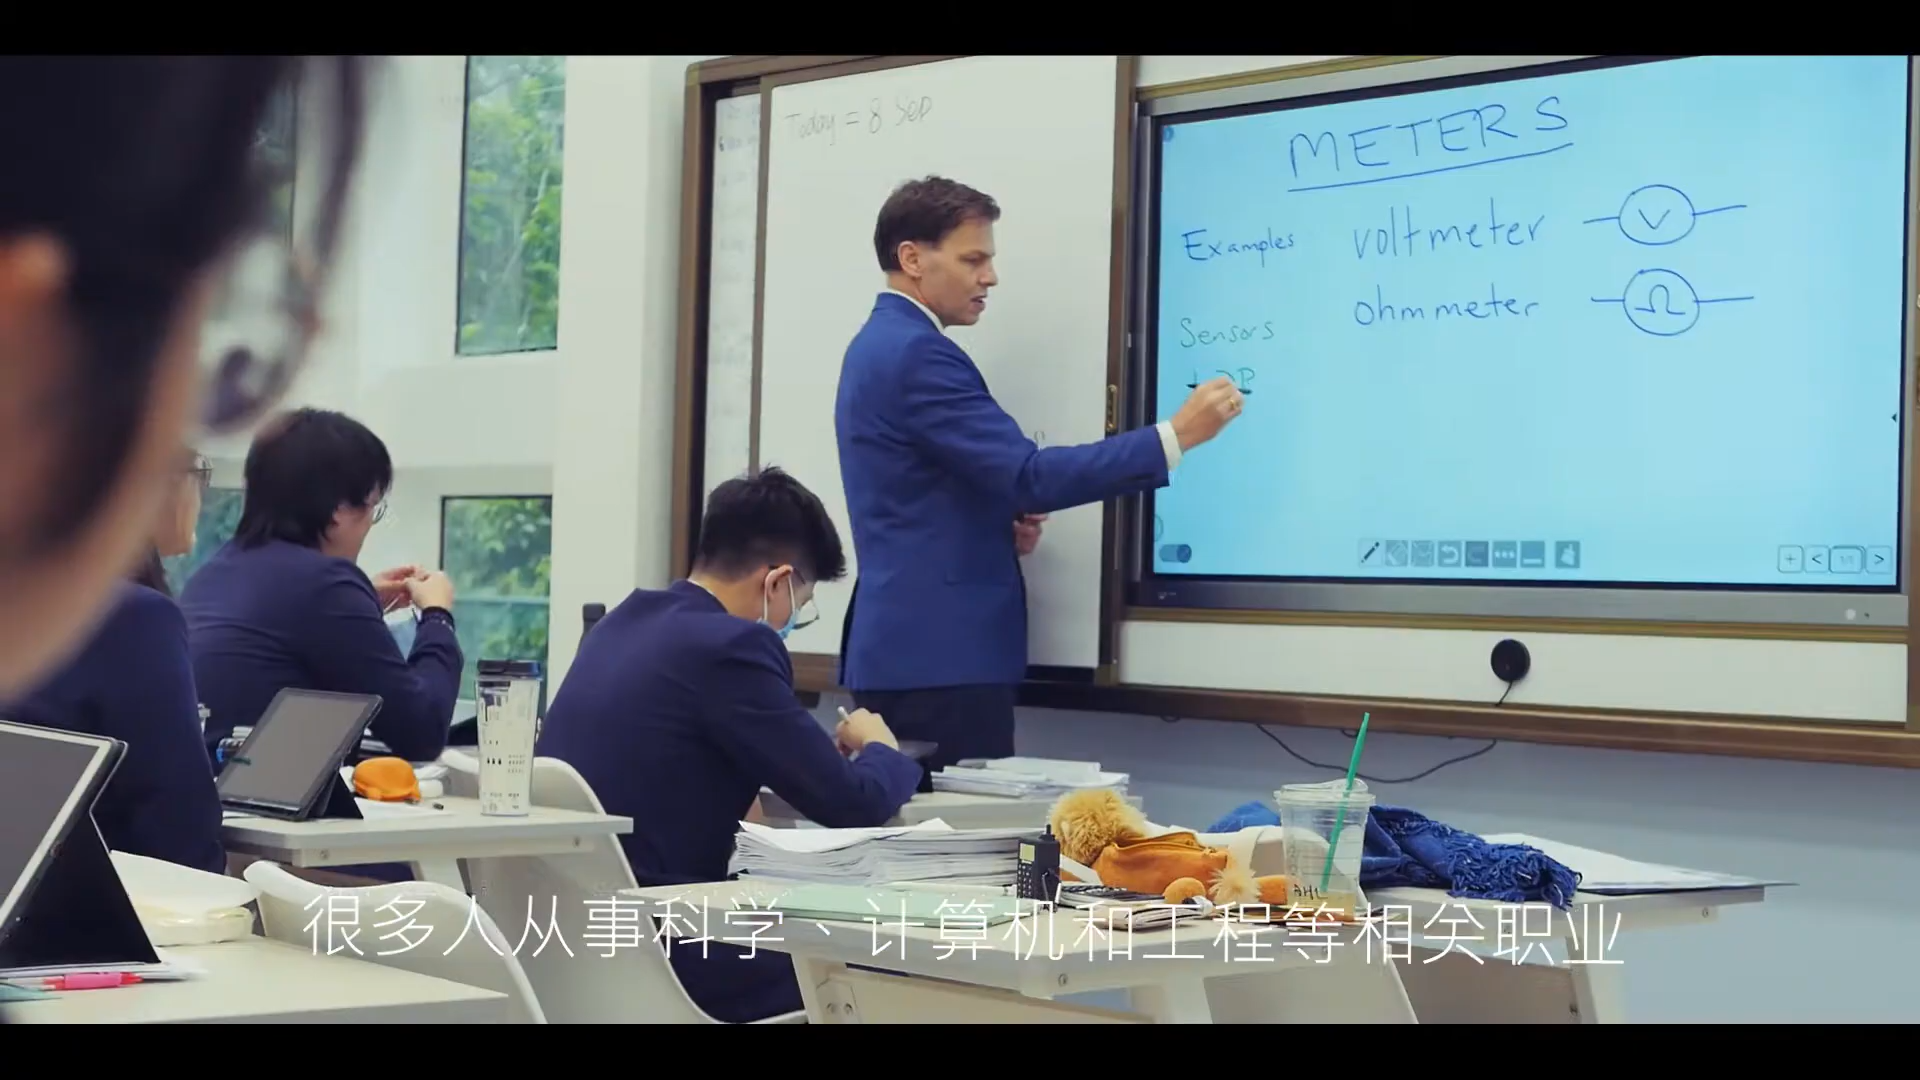 Today = 8 Sep
METERS
Examples voltmeter V
ohmmeter Ω
Sensors
很多人从事科学、计算机和工程等相关职业